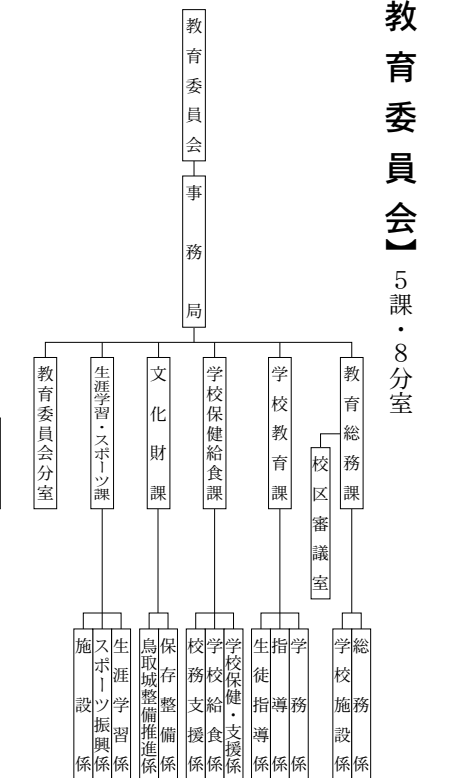 教育委員会】5課・8分室
教育委員会
事務局
教育総務課
校区審議室
学校教育課
学校保健給食課
文化財課
生涯学習・スポーツ課
教育委員会分室
総務係
学校施設係
学務係
指導係
生徒指導係
学校保健・支援係
学校給食係
校務支援係
保存整備係
鳥取城整備推進係
生涯学習係
スポーツ振興係
施設係